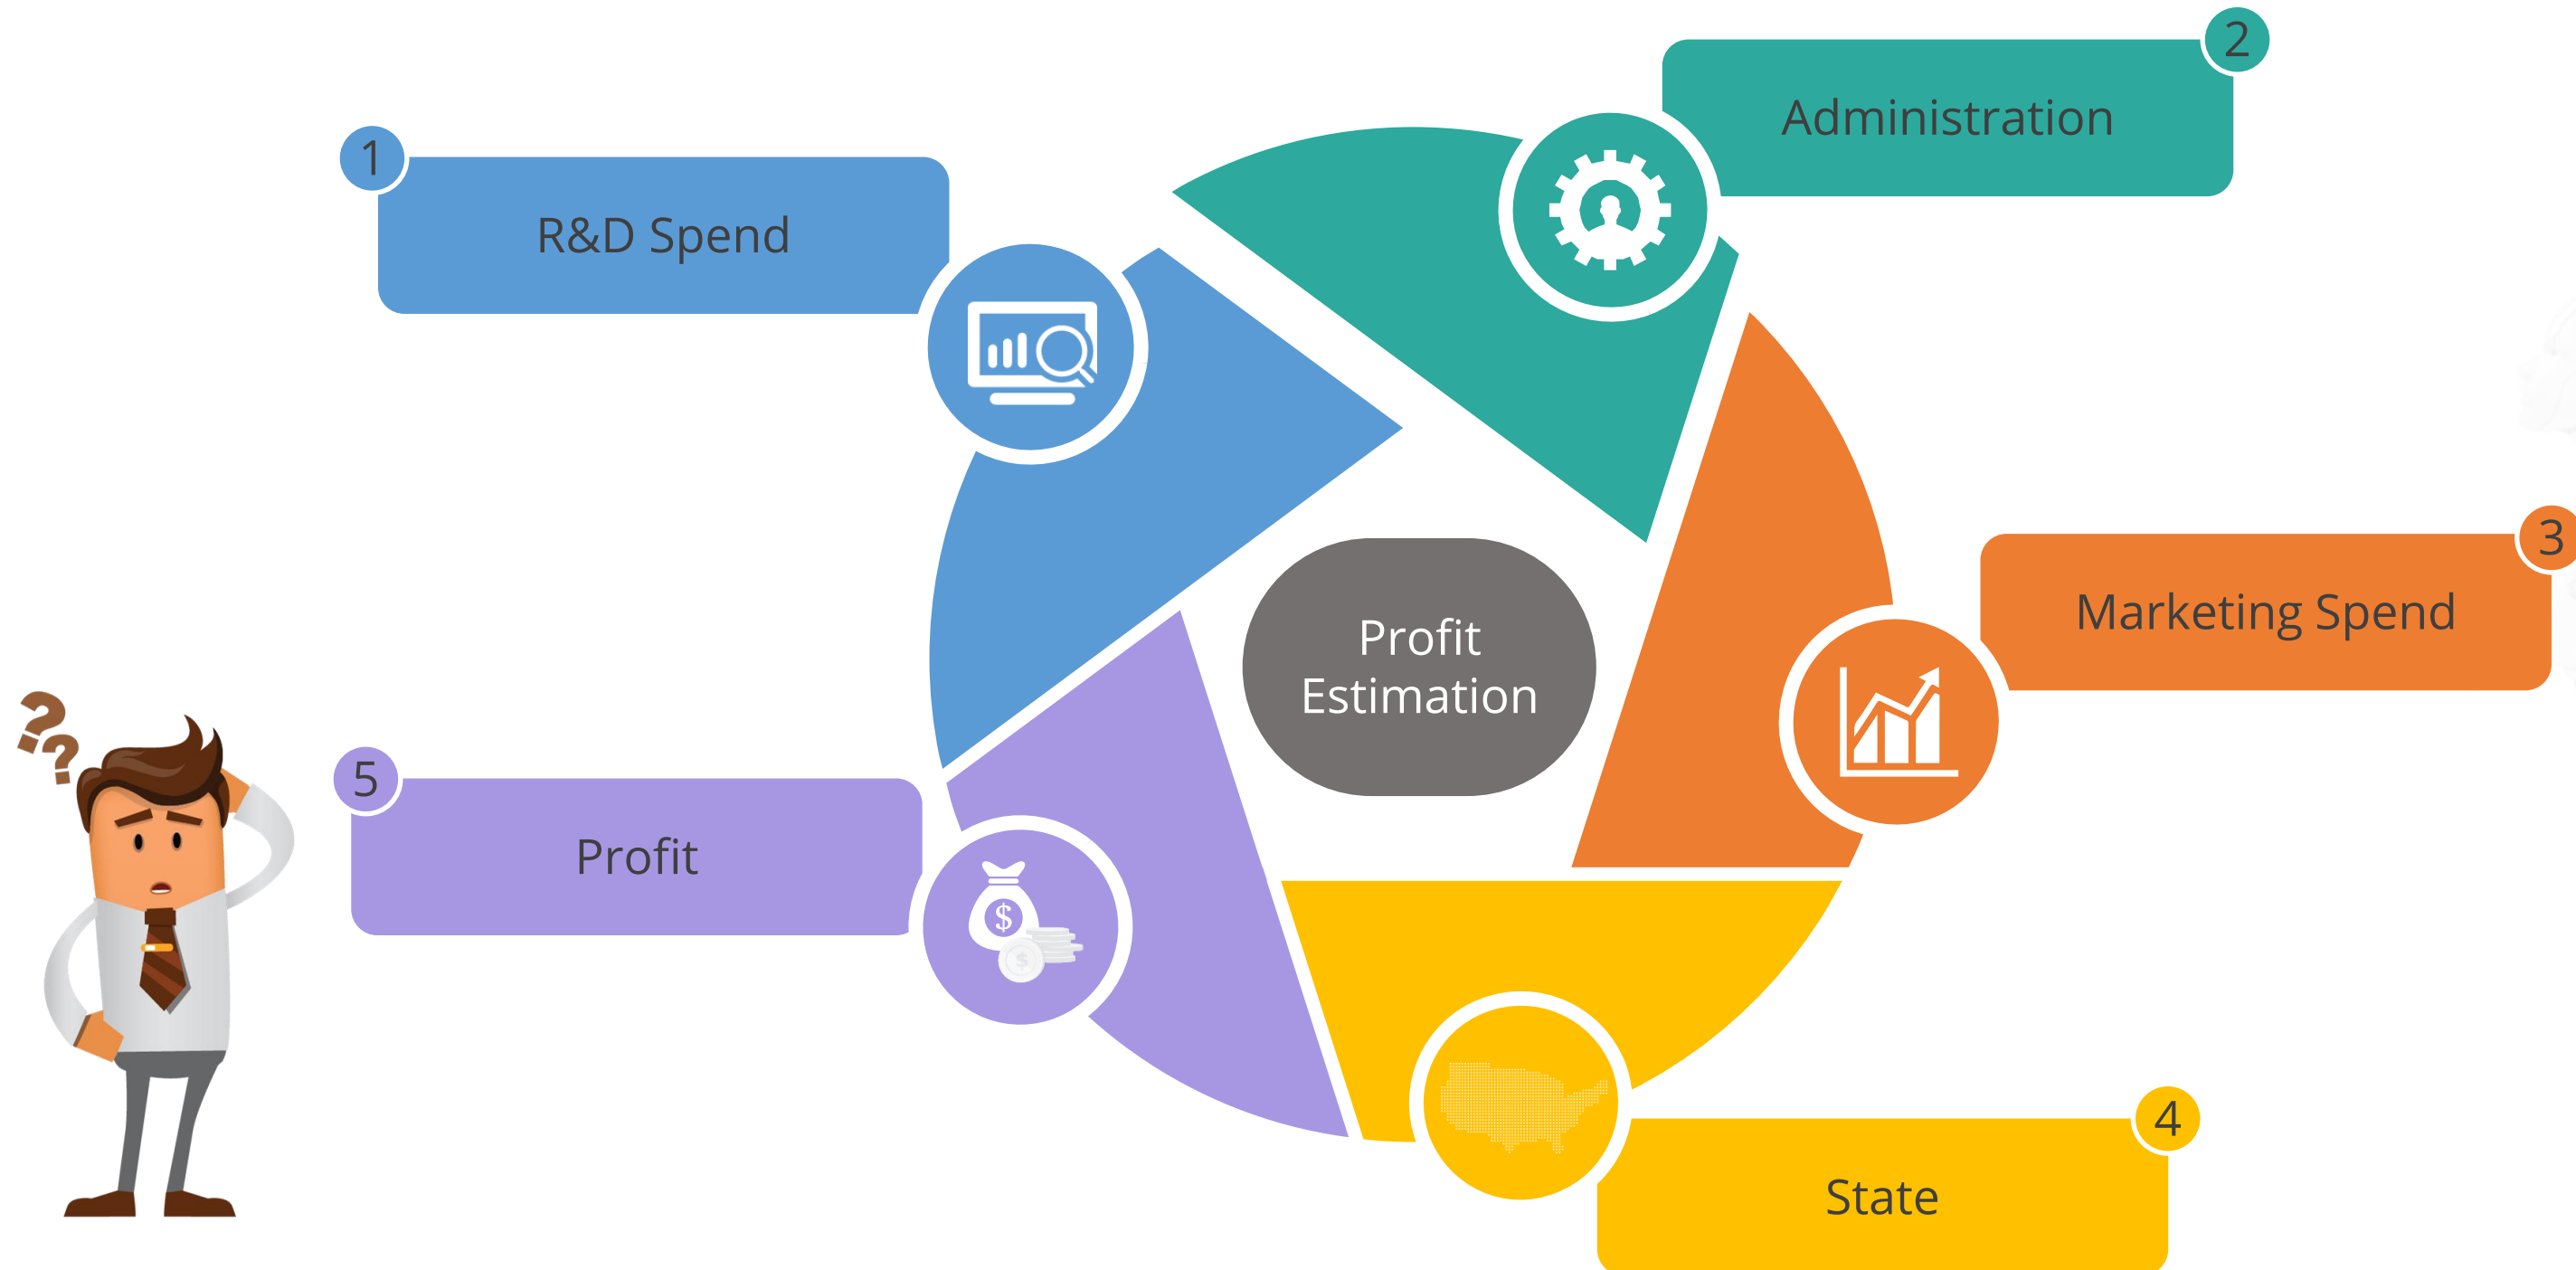 1
R&D Spend
2
Administration
3
Marketing Spend
4
State
5
Profit
Profit
Estimation
??
$
$